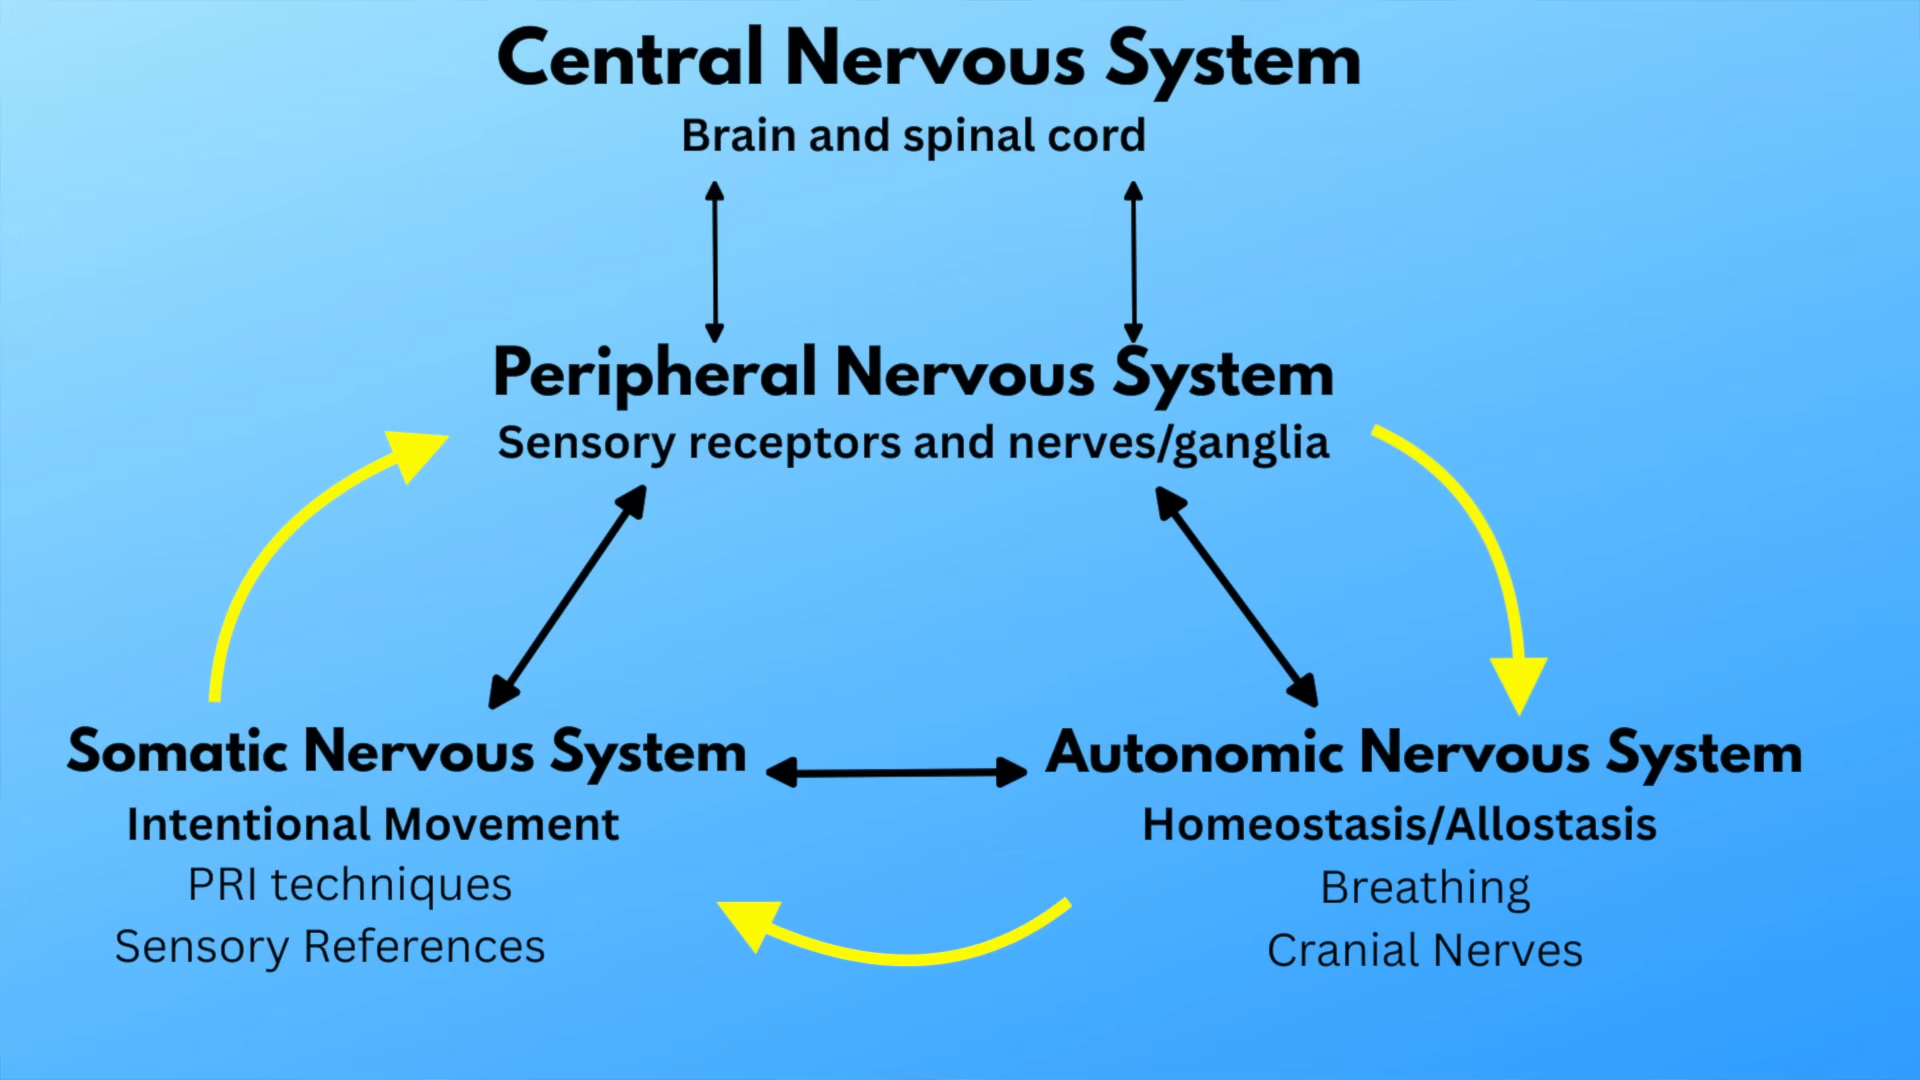 Central Nervous System
Brain and spinal cord
Peripheral Nervous System
Sensory receptors and nerves/ganglia
Somatic Nervous System
Intentional Movement
PRI techniques
Sensory References
Autonomic Nervous System
Homeostasis/Allostasis
Breathing
Cranial Nerves